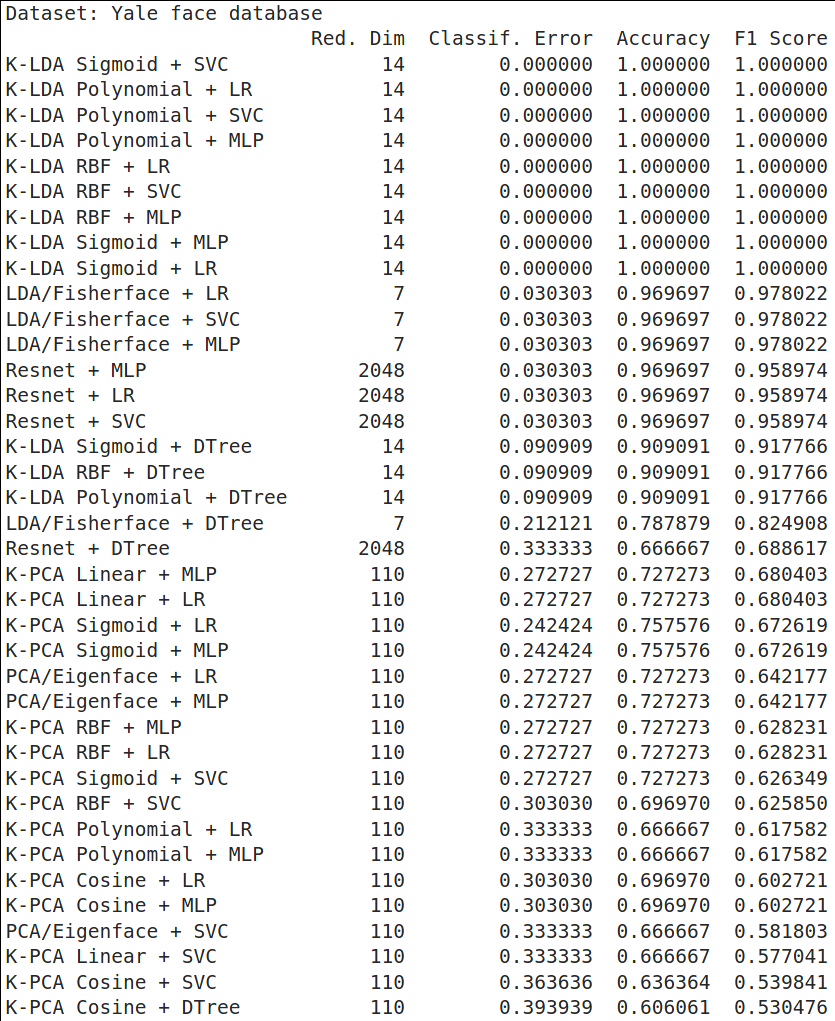 Dataset: Yale face database
Red. Dim Classif. Error Accuracy F1 Score
K-LDA Sigmoid + SVC 14 0.000000 1.000000 1.000000
K-LDA Polynomial + LR 14 0.000000 1.000000 1.000000
K-LDA Polynomial + SVC 14 0.000000 1.000000 1.000000
K-LDA Polynomial + MLP 14 0.000000 1.000000 1.000000
K-LDA RBF + LR 14 0.000000 1.000000 1.000000
K-LDA RBF + SVC 14 0.000000 1.000000 1.000000
K-LDA RBF + MLP 14 0.000000 1.000000 1.000000
K-LDA Sigmoid + MLP 14 0.000000 1.000000 1.000000
K-LDA Sigmoid + LR 14 0.000000 1.000000 1.000000
LDA/Fisherface + LR 7 0.030303 0.969697 0.978022
LDA/Fisherface + SVC 7 0.030303 0.969697 0.978022
LDA/Fisherface + MLP 7 0.030303 0.969697 0.978022
Resnet + MLP 2048 0.030303 0.969697 0.958974
Resnet + LR 2048 0.030303 0.969697 0.958974
Resnet + SVC 2048 0.030303 0.969697 0.958974
K-LDA Sigmoid + DTree 14 0.090909 0.909091 0.917766
K-LDA RBF + DTree 14 0.090909 0.909091 0.917766
K-LDA Polynomial + DTree 14 0.090909 0.909091 0.917766
LDA/Fisherface + DTree 7 0.212121 0.787879 0.824908
Resnet + DTree 2048 0.333333 0.666667 0.688617
K-PCA Linear + MLP 110 0.272727 0.727273 0.680403
K-PCA Linear + LR 110 0.272727 0.727273 0.680403
K-PCA Sigmoid + LR 110 0.242424 0.757576 0.672619
K-PCA Sigmoid + MLP 110 0.242424 0.757576 0.672619
PCA/Eigenface + LR 110 0.272727 0.727273 0.642177
PCA/Eigenface + MLP 110 0.272727 0.727273 0.642177
K-PCA RBF + MLP 110 0.272727 0.727273 0.628231
K-PCA RBF + LR 110 0.272727 0.727273 0.628231
K-PCA Sigmoid + SVC 110 0.272727 0.727273 0.626349
K-PCA RBF + SVC 110 0.303030 0.696970 0.625850
K-PCA Polynomial + LR 110 0.333333 0.666667 0.617582
K-PCA Polynomial + MLP 110 0.333333 0.666667 0.617582
K-PCA Cosine + LR 110 0.303030 0.696970 0.602721
K-PCA Cosine + MLP 110 0.303030 0.696970 0.602721
PCA/Eigenface + SVC 110 0.333333 0.666667 0.581803
K-PCA Linear + SVC 110 0.333333 0.666667 0.577041
K-PCA Cosine + SVC 110 0.363636 0.636364 0.539841
K-PCA Cosine + DTree 110 0.393939 0.606061 0.530476